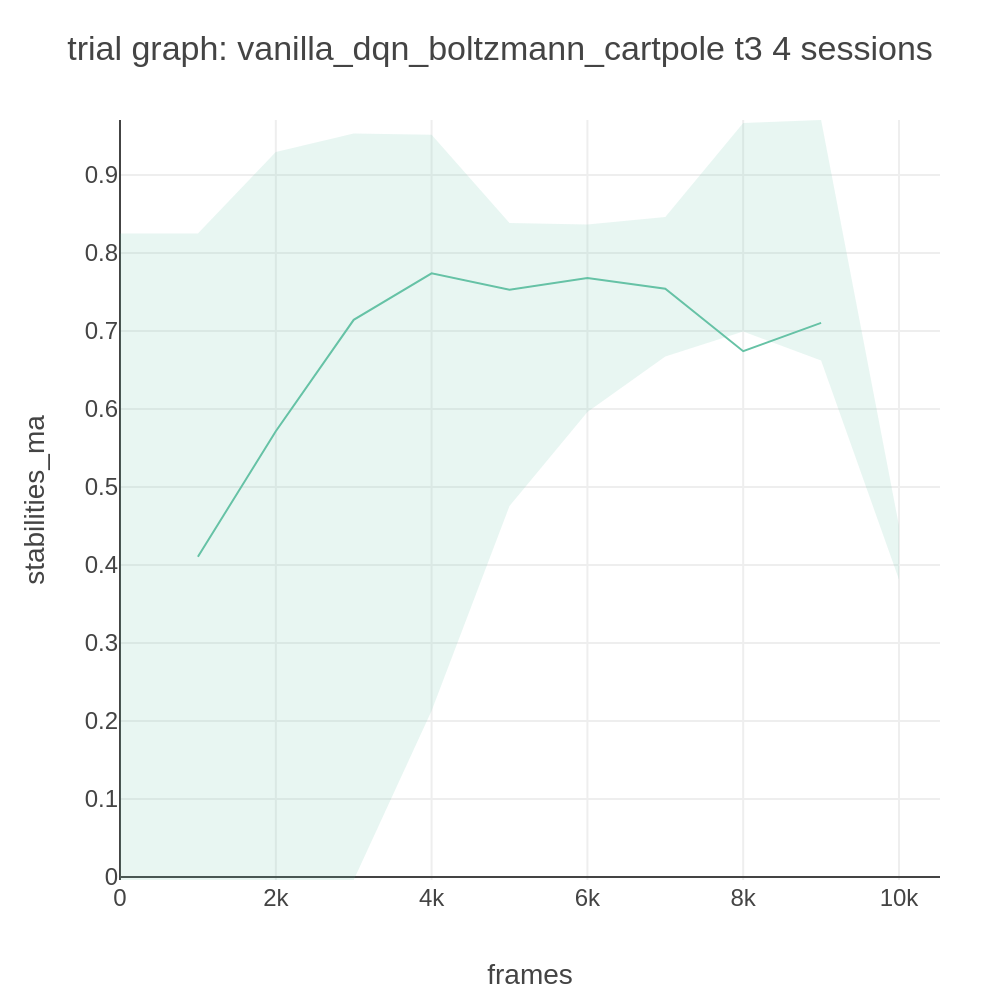 trial graph: vanilla_dqn_boltzmann_cartpole t3 4 sessions
stabilities_ma
0.9
0.8
0.7
0.6
0.5
0.4
0.3
0.2
0.1
0
0 2k 4k 6k 8k 10k
frames